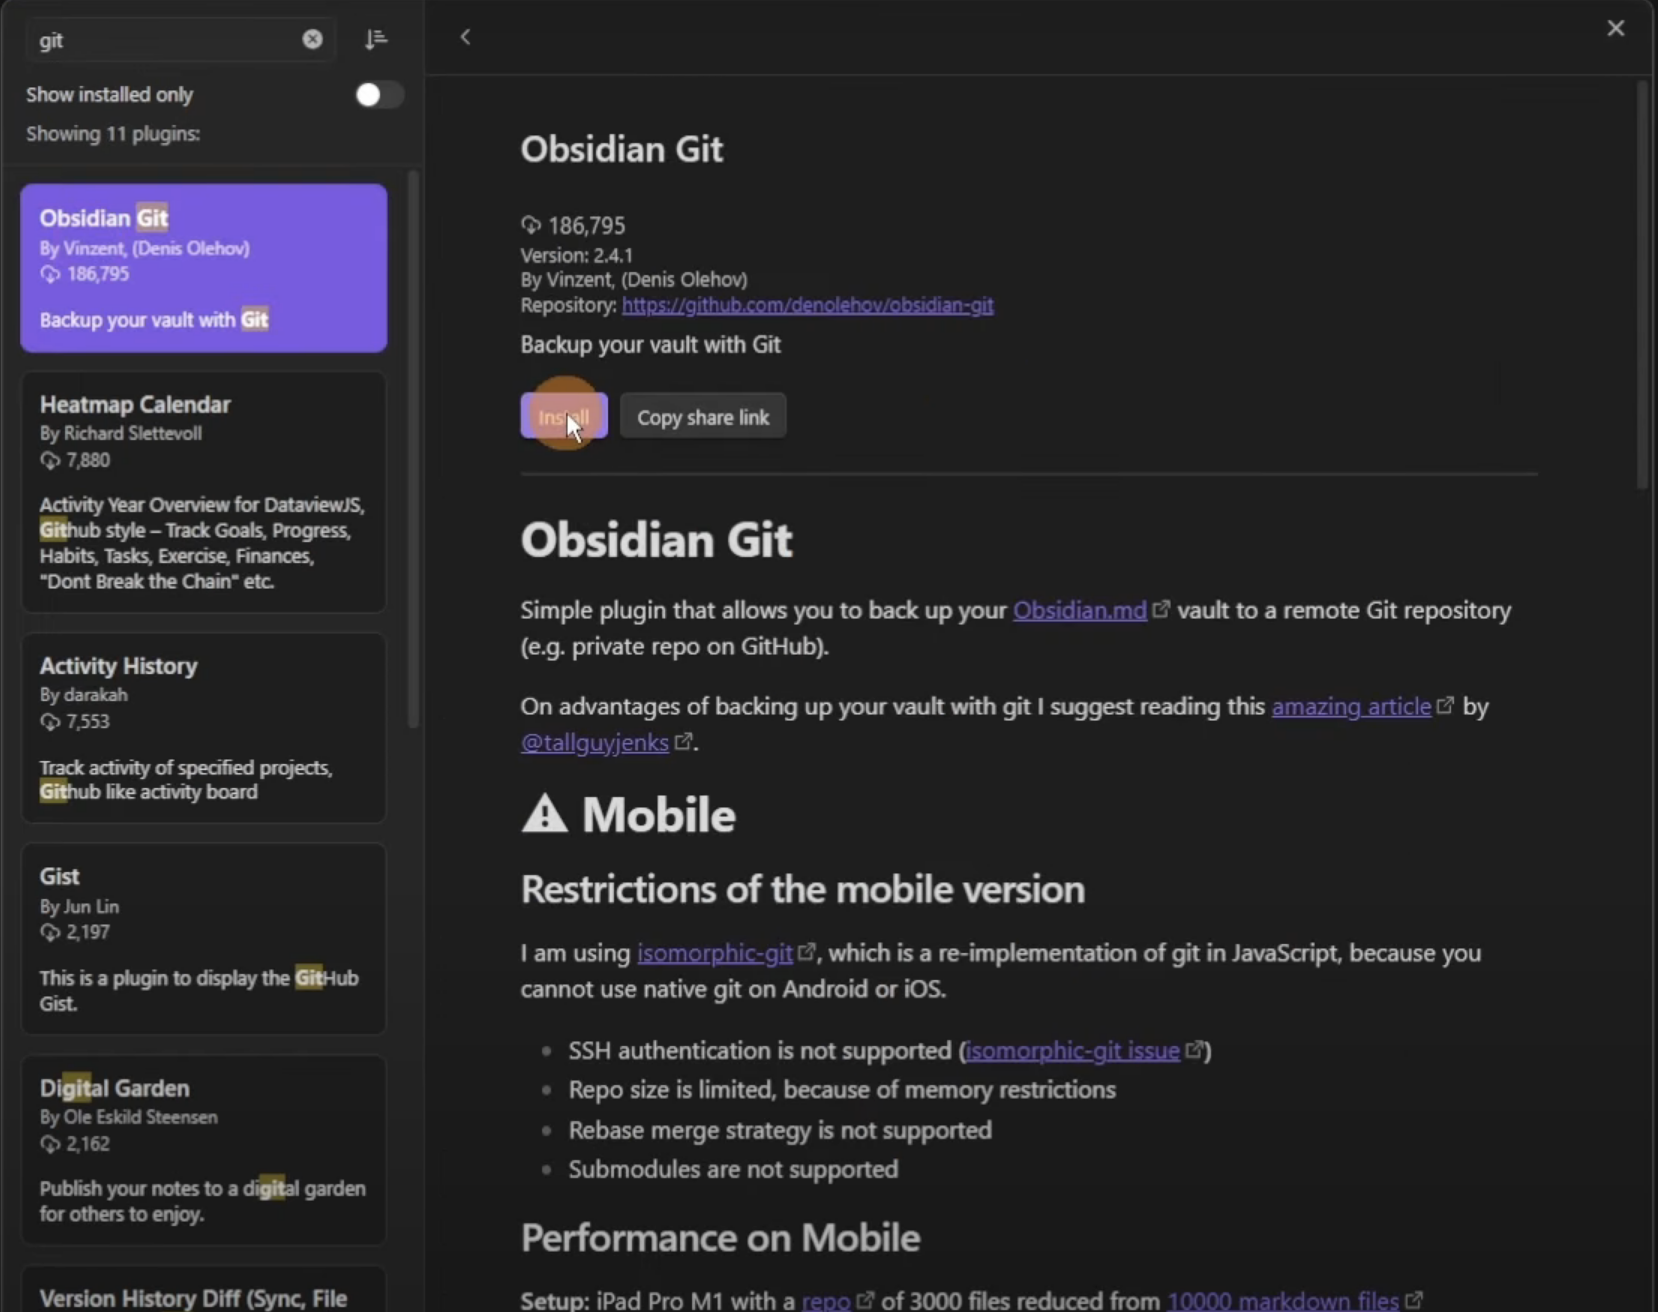 git
Show installed only
Showing 11 plugins:
Obsidian Git
By Vinzent, (Denis Olehov)
186,795
Backup your vault with Git
Heatmap Calendar
By Richard Slettevoll
7,880
Activity Year Overview for DataviewJS,
Github style – Track Goals, Progress,
Habits, Tasks, Exercise, Finances,
"Dont Break the Chain" etc.
Activity History
By darakah
7,553
Track activity of specified projects,
Github like activity board
Gist
By Jun Lin
2,197
This is a plugin to display the GitHub
Gist.
Digital Garden
By Ole Eskild Steensen
2,162
Publish your notes to a digital garden
for others to enjoy.
Version History Diff (Sync, File
Obsidian Git
186,795
Version: 2.4.1
By Vinzent, (Denis Olehov)
Repository: https://github.com/denolehov/obsidian-git
Backup your vault with Git
Install Copy share link
Obsidian Git
Simple plugin that allows you to back up your Obsidian.md vault to a remote Git repository
(e.g. private repo on GitHub).
On advantages of backing up your vault with git I suggest reading this amazing article by
@tallguyjenks.
⚠ Mobile
Restrictions of the mobile version
I am using isomorphic-git, which is a re-implementation of git in JavaScript, because you
cannot use native git on Android or iOS.
• SSH authentication is not supported (isomorphic-git issue)
• Repo size is limited, because of memory restrictions
• Rebase merge strategy is not supported
• Submodules are not supported
Performance on Mobile
Setup: iPad Pro M1 with a repo of 3000 files reduced from 10000 markdown files